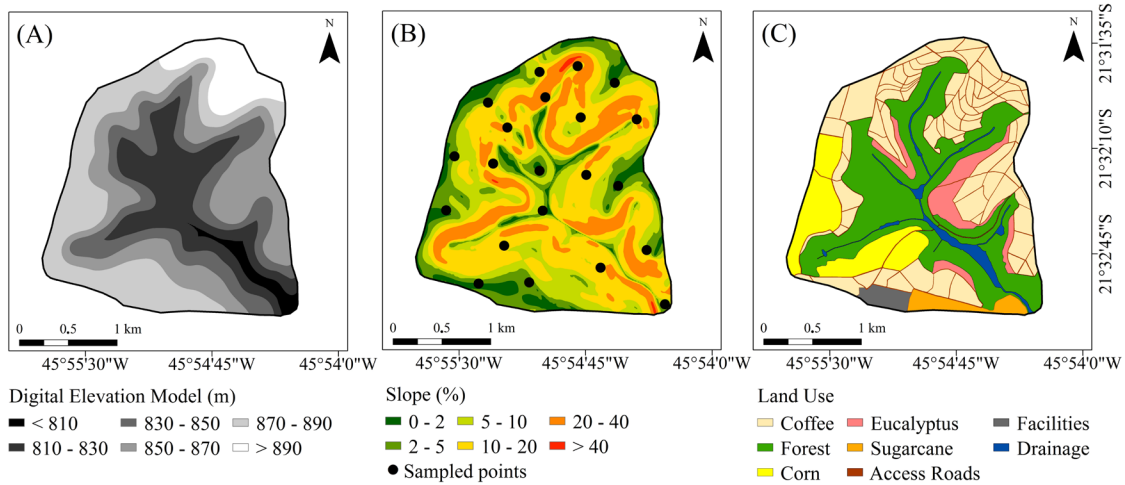 (A)
N
0 0.5 1 km
45°55'30"W 45°54'45"W 45°54'0"W
Digital Elevation Model (m)
< 810 830 - 850 870 - 890
810 - 830 850 - 870 > 890
(B)
N
0 0.5 1 km
45°55'30"W 45°54'45"W 45°54'0"W
Slope (%)
0 - 2 5 - 10 20 - 40
2 - 5 10 - 20 > 40
Sampled points
(C)
N
21°31'35"S
21°32'10"S
21°32'45"S
0 0.5 1 km
45°55'30"W 45°54'45"W 45°54'0"W
Land Use
Coffee Eucalyptus Facilities
Forest Sugarcane Drainage
Corn Access Roads